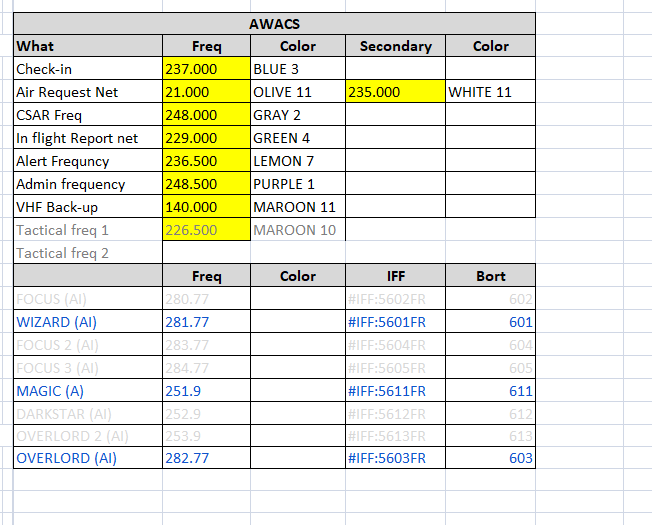 AWACS
What Freq Color Secondary Color
Check-in 237.000 BLUE 3
Air Request Net 21.000 OLIVE 11 235.000 WHITE 11
CSAR Freq 248.000 GRAY 2
In flight Report net 229.000 GREEN 4
Alert Frequncy 236.500 LEMON 7
Admin frequency 248.500 PURPLE 1
VHF Back-up 140.000 MAROON 11
Tactical freq 1 226.500 MAROON 10
Tactical freq 2
Freq Color IFF Bort
FOCUS (AI) 280.77 #IFF:5602FR 602
WIZARD (AI) 281.77 #IFF:5601FR 601
FOCUS 2 (AI) 283.77 #IFF:5604FR 604
FOCUS 3 (AI) 284.77 #IFF:5605FR 605
MAGIC (A) 251.9 #IFF:5611FR 611
DARKSTAR (AI) 252.9 #IFF:5612FR 612
OVERLORD 2 (AI) 253.9 #IFF:5613FR 613
OVERLORD (AI) 282.77 #IFF:5603FR 603